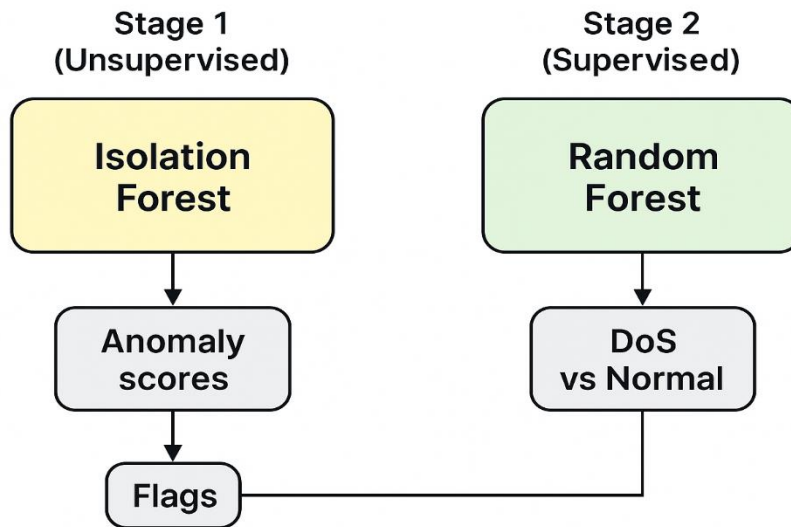 Stage 1
(Unsupervised)
Isolation
Forest
Anomaly
scores
Flags
Stage 2
(Supervised)
Random
Forest
DoS
vs Normal